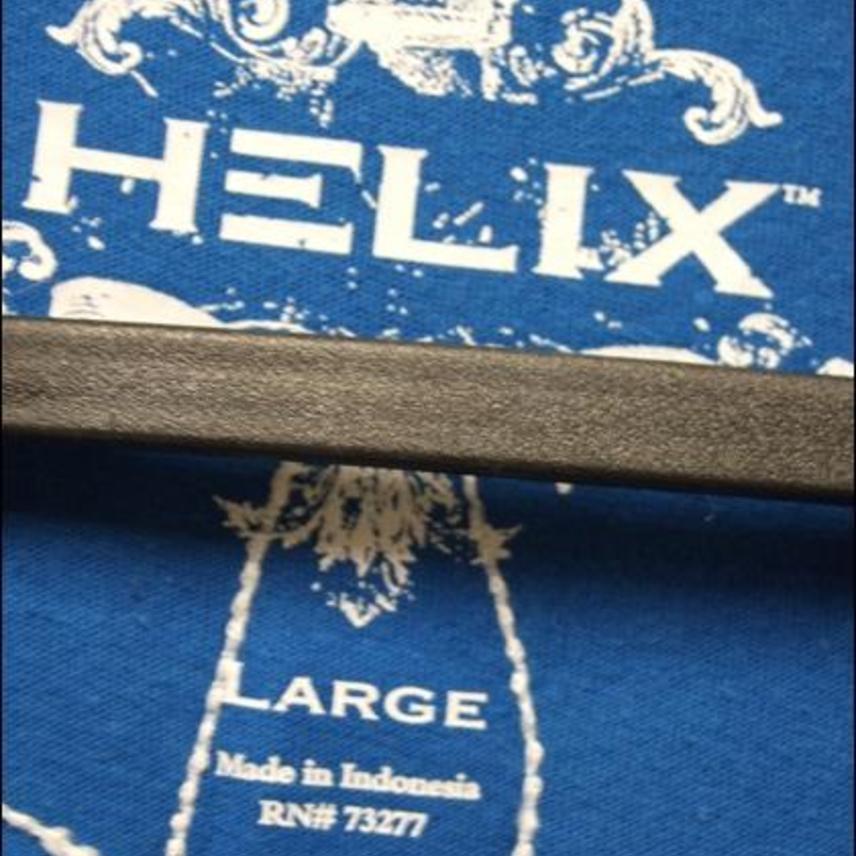 HELIX™
LARGE
Made in Indonesia
RN# 73277